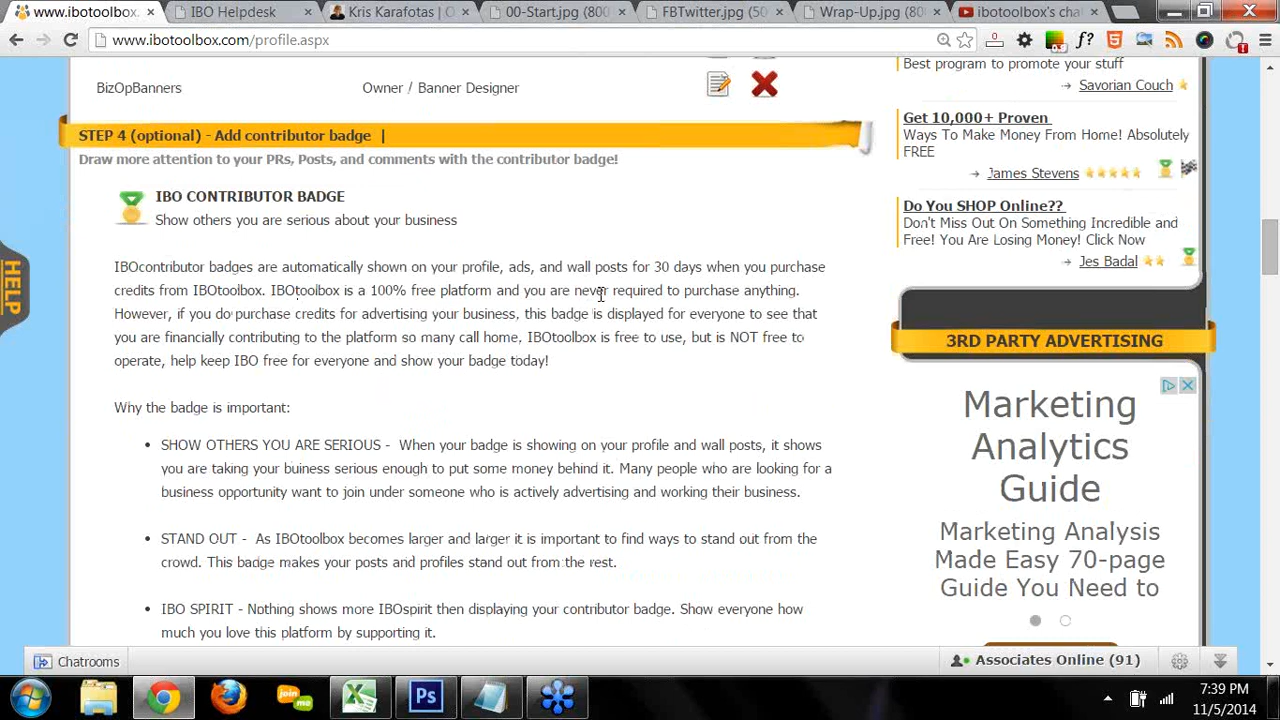 www.ibotoolbox.com/
IBO Helpdesk
Kris Karafotas | O
00-Start.jpg (800
FBTwitter.jpg (50
Wrap-Up.jpg (80
ibotoolbox's cha
www.ibotoolbox.com/profile.aspx
f?
BizOpBanners
Owner / Banner Designer
STEP 4 (optional) - Add contributor badge |
Draw more attention to your PRs, Posts, and comments with the contributor badge!
IBO CONTRIBUTOR BADGE
Show others you are serious about your business
IBOcontributor badges are automatically shown on your profile, ads, and wall posts for 30 days when you purchase
credits from IBOtoolbox. IBOtoolbox is a 100% free platform and you are never required to purchase anything.
However, if you do purchase credits for advertising your business, this badge is displayed for everyone to see that
you are financially contributing to the platform so many call home. IBOtoolbox is free to use, but is NOT free to
operate, help keep IBO free for everyone and show your badge today!
Why the badge is important:
• SHOW OTHERS YOU ARE SERIOUS - When your badge is showing on your profile and wall posts, it shows
you are taking your buiness serious enough to put some money behind it. Many people who are looking for a
business opportunity want to join under someone who is actively advertising and working their business.
• STAND OUT - As IBOtoolbox becomes larger and larger it is important to find ways to stand out from the
crowd. This badge makes your posts and profiles stand out from the rest.
• IBO SPIRIT - Nothing shows more IBOspirit then displaying your contributor badge. Show everyone how
much you love this platform by supporting it.
HELP
Best program to promote your stuff
Savorian Couch
Get 10,000+ Proven
Ways To Make Money From Home! Absolutely
FREE
James Stevens
Do You SHOP Online??
Don't Miss Out On Something Incredible and
Free! You Are Losing Money! Click Now
Jes Badal
3RD PARTY ADVERTISING
Marketing
Analytics
Guide
Marketing Analysis
Made Easy 70-page
Guide You Need to
Chatrooms
Associates Online (91)
join
me
Ps
7:39 PM
11/5/2014